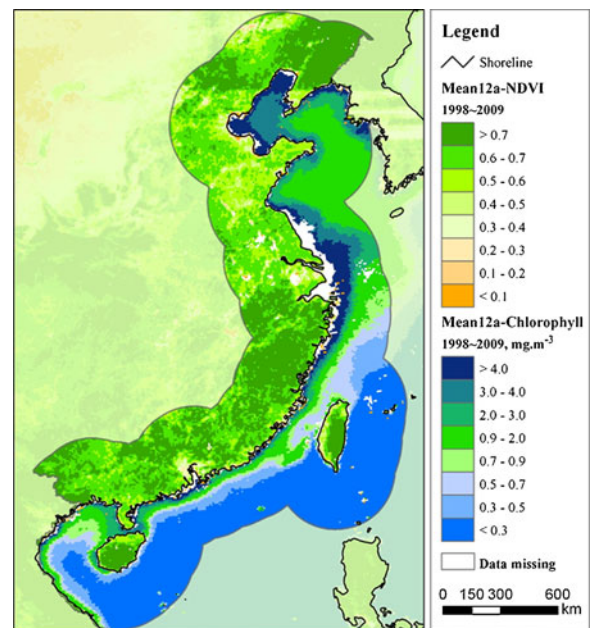 Legend
Shoreline
Mean12a-NDVI
1998~2009
> 0.7
0.6 - 0.7
0.5 - 0.6
0.4 - 0.5
0.3 - 0.4
0.2 - 0.3
0.1 - 0.2
< 0.1
Mean12a-Chlorophyll
1998~2009, mg.m⁻³
> 4.0
3.0 - 4.0
2.0 - 3.0
0.9 - 2.0
0.7 - 0.9
0.5 - 0.7
0.3 - 0.5
< 0.3
Data missing
0 150 300 600
km